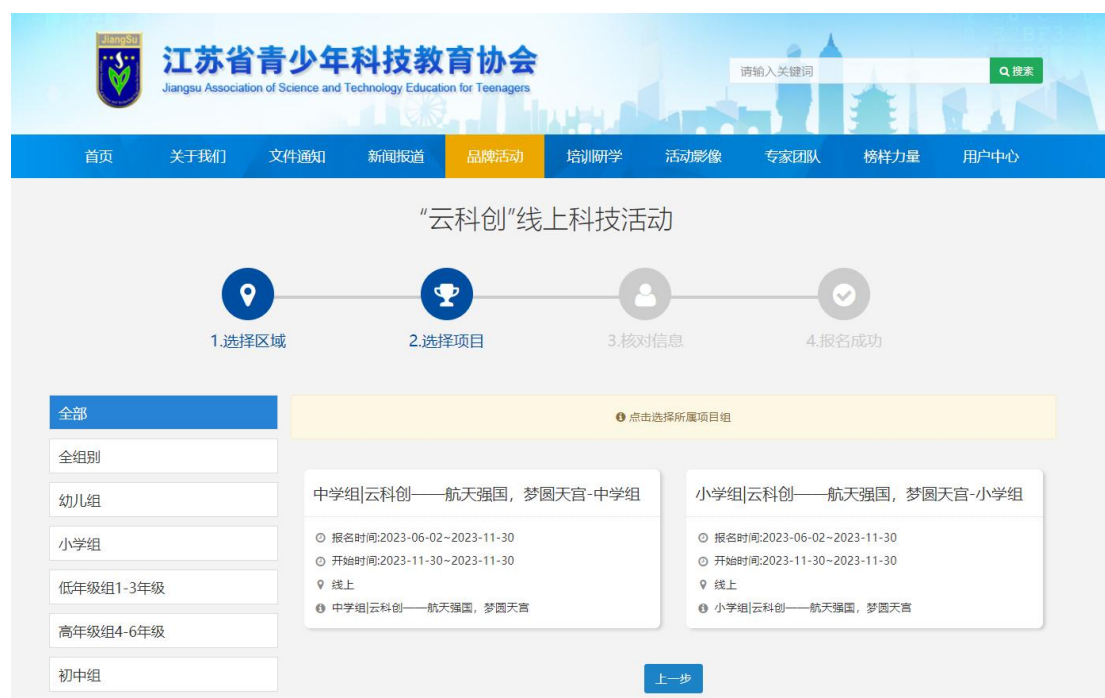 JiangSu
江苏省青少年科技教育协会
Jiangsu Association of Science and Technology Education for Teenagers
请输入关键词
搜索
首页 关于我们 文件通知 新闻报道 品牌活动 培训研学 活动影像 专家团队 榜样力量 用户中心
“云科创”线上科技活动
1.选择区域 2.选择项目 3.核对信息 4.报名成功
全部
全组别
幼儿组
小学组
低年级组1-3年级
高年级组4-6年级
初中组
点击选择所属项目组
中学组|云科创——航天强国，梦圆天宫-中学组
报名时间:2023-06-02~2023-11-30
开始时间:2023-11-30~2023-11-30
线上
中学组|云科创——航天强国，梦圆天宫
小学组|云科创——航天强国，梦圆天宫-小学组
报名时间:2023-06-02~2023-11-30
开始时间:2023-11-30~2023-11-30
线上
小学组|云科创——航天强国，梦圆天宫
上一步